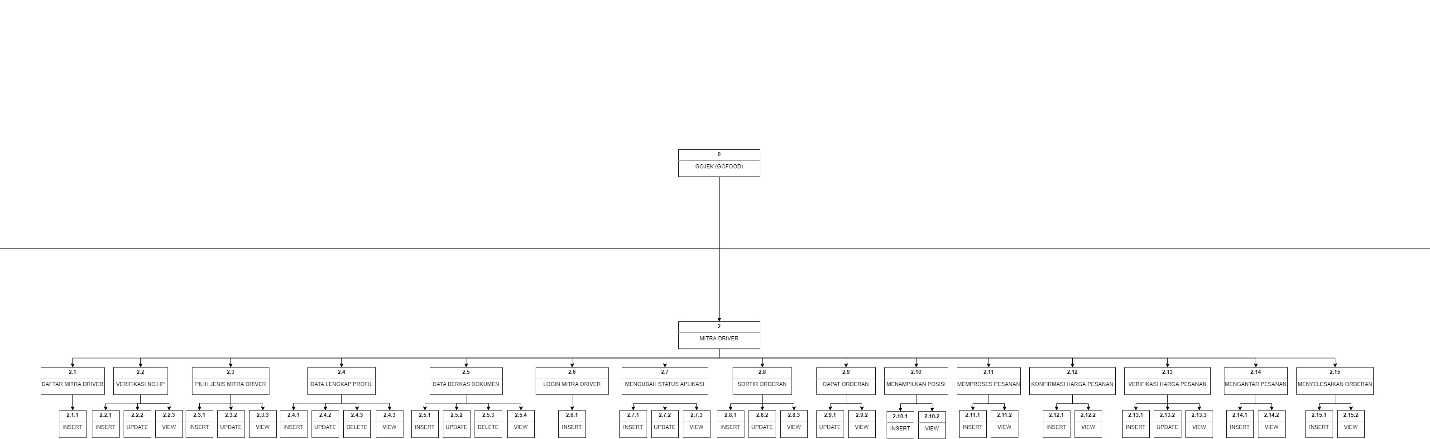 0
GOJEK (GOFOOD)
2
MITRA DRIVER
2.1
DAFTAR MITRA DRIVER
2.2
VERIFIKASI NO.HP
2.3
PILIH JENIS MITRA DRIVER
2.4
DATA LENGKAP PROFIL
2.5
DATA BERKAS DOKUMEN
2.6
LOGIN MITRA DRIVER
2.7
MENGUBAH STATUS APLIKASI
2.8
SORTIR ORDERAN
2.9
DAPAT ORDERAN
2.10
MENAMPILKAN POSISI
2.11
MEMPROSES PESANAN
2.12
KONFIRMASI HARGA PESANAN
2.13
VERIFIKASI HARGA PESANAN
2.14
MENGANTAR PESANAN
2.15
MENYELESAIKAN ORDERAN
2.1.1
INSERT
2.2.1
INSERT
2.2.2
UPDATE
2.2.3
VIEW
2.3.1
INSERT
2.3.2
UPDATE
2.3.3
VIEW
2.4.1
INSERT
2.4.2
UPDATE
2.4.3
DELETE
2.4.3
VIEW
2.5.1
INSERT
2.5.2
UPDATE
2.5.3
DELETE
2.5.4
VIEW
2.6.1
INSERT
2.7.1
INSERT
2.7.2
UPDATE
2.7.3
VIEW
2.8.1
INSERT
2.8.2
UPDATE
2.8.3
VIEW
2.9.1
INSERT
2.9.2
VIEW
2.10.1
INSERT
2.10.2
VIEW
2.11.1
INSERT
2.11.2
VIEW
2.12.1
INSERT
2.12.2
VIEW
2.13.1
INSERT
2.13.2
UPDATE
2.13.3
VIEW
2.14.1
INSERT
2.14.2
VIEW
2.15.1
INSERT
2.15.2
VIEW